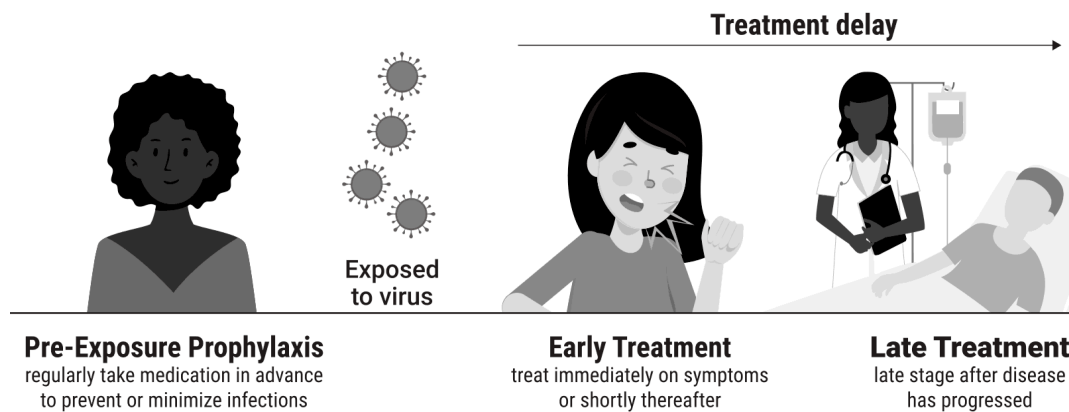 Treatment delay
Exposed
to virus
Pre-Exposure Prophylaxis
regularly take medication in advance
to prevent or minimize infections
Early Treatment
treat immediately on symptoms
or shortly thereafter
Late Treatment
late stage after disease
has progressed